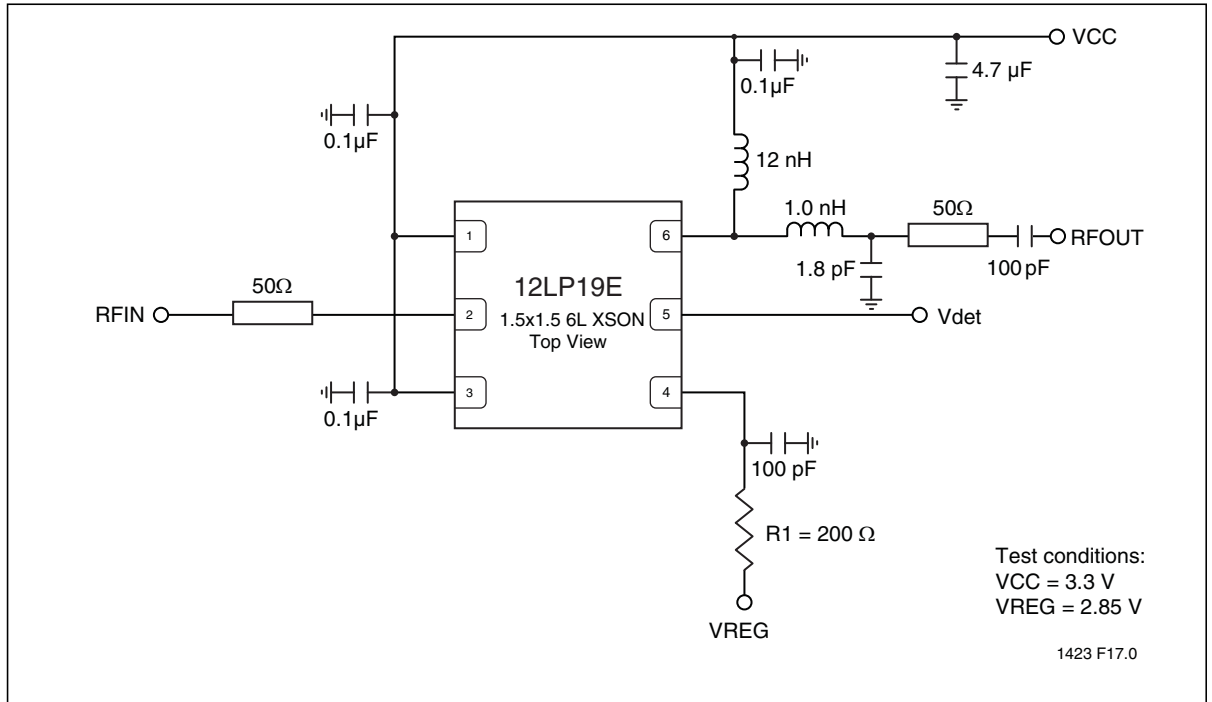 VCC
0.1µF
4.7 µF
0.1µF
12 nH
1.0 nH
50Ω
1
6
RFOUT
1.8 pF
100 pF
12LP19E
50Ω
RFIN
2
1.5x1.5 6L XSON
5
Vdet
Top View
3
4
0.1µF
100 pF
R1 = 200 Ω
Test conditions:
VCC = 3.3 V
VREG = 2.85 V
VREG
1423 F17.0